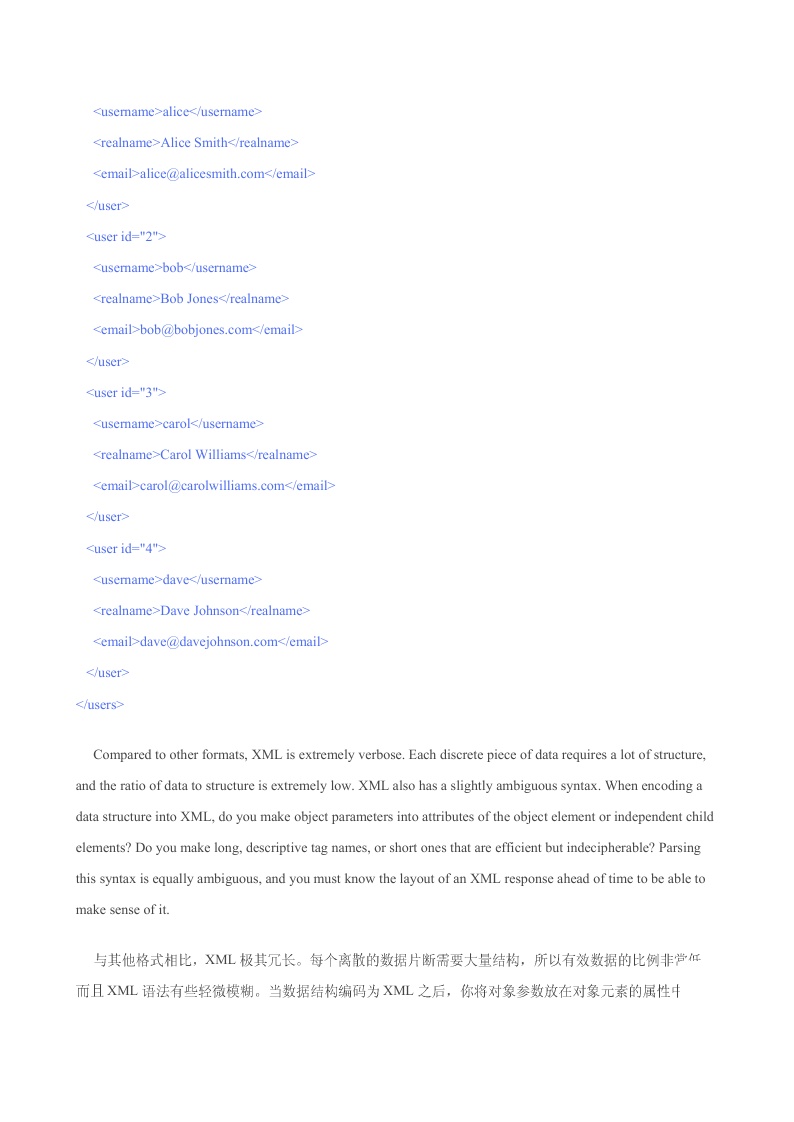 <username>alice</username>
<realname>Alice Smith</realname>
<email>alice@alicesmith.com</email>
</user>
<user id="2">
<username>bob</username>
<realname>Bob Jones</realname>
<email>bob@bobjones.com</email>
</user>
<user id="3">
<username>carol</username>
<realname>Carol Williams</realname>
<email>carol@carolwilliams.com</email>
</user>
<user id="4">
<username>dave</username>
<realname>Dave Johnson</realname>
<email>dave@davejohnson.com</email>
</user>
</users>
Compared to other formats, XML is extremely verbose. Each discrete piece of data requires a lot of structure,
and the ratio of data to structure is extremely low. XML also has a slightly ambiguous syntax. When encoding a
data structure into XML, do you make object parameters into attributes of the object element or independent child
elements? Do you make long, descriptive tag names, or short ones that are efficient but indecipherable? Parsing
this syntax is equally ambiguous, and you must know the layout of an XML response ahead of time to be able to
make sense of it.
与其他格式相比，XML 极其冗长。每个离散的数据片断需要大量结构，所以有效数据的比例非
而且 XML 语法有些轻微模糊。当数据结构编码为 XML 之后，你将对象参数放在对象元素的属性中